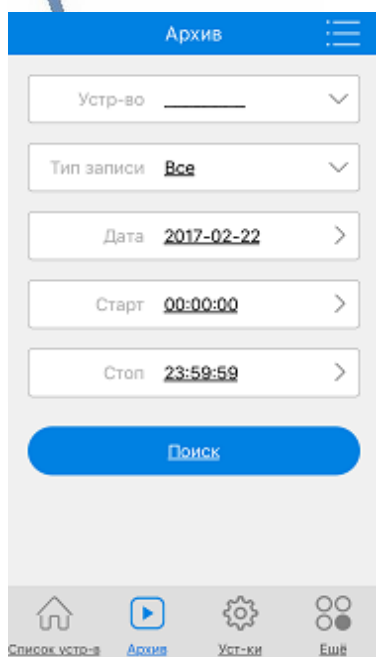 Архив
Устр-во ________
Тип записи Все
Дата 2017-02-22
Старт 00:00:00
Стоп 23:59:59
Поиск
Список устр-в Архив Уст-ки Ещё